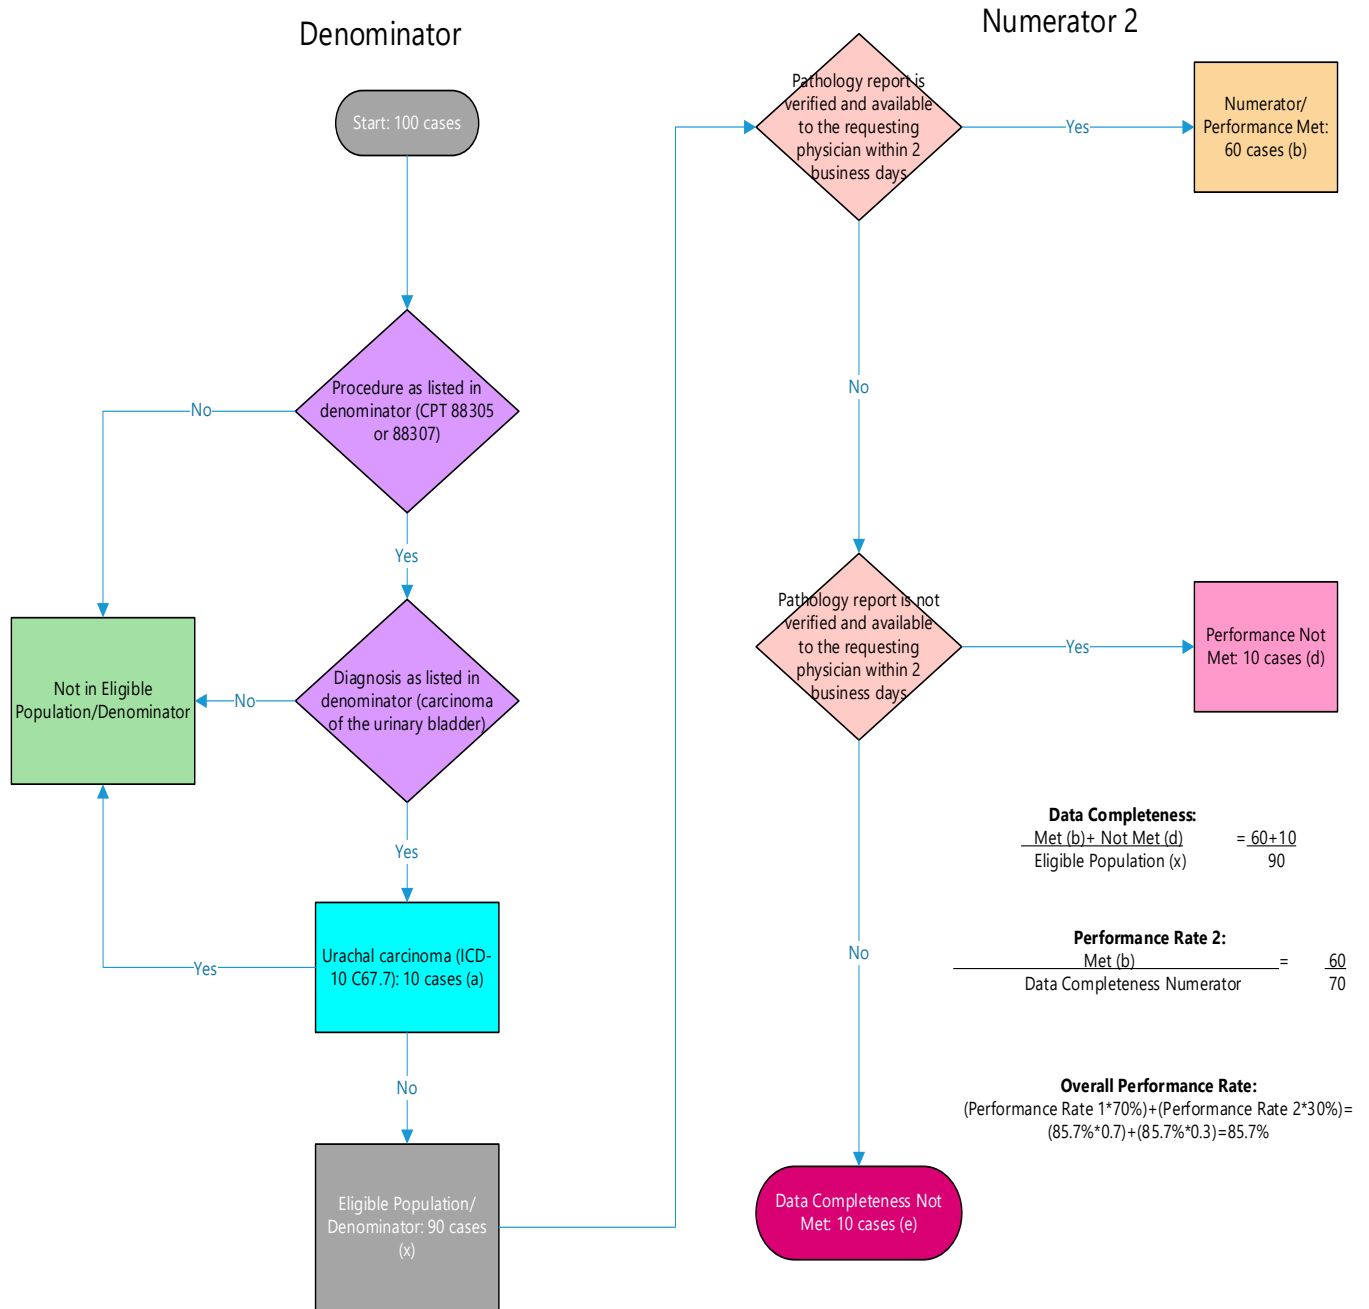 Denominator
Start: 100 cases
Procedure as listed in
denominator (CPT 88305
or 88307)
No
Yes
Diagnosis as listed in
denominator (carcinoma
of the urinary bladder)
No
Not in Eligible
Population/Denominator
Yes
Urachal carcinoma (ICD-
10 C67.7): 10 cases (a)
Yes
No
Eligible Population/
Denominator: 90 cases
(x)
Numerator 2
Pathology report is
verified and available
to the requesting
physician within 2
business days
Yes
Numerator/
Performance Met:
60 cases (b)
No
Pathology report is not
verified and available
to the requesting
physician within 2
business days
Yes
Performance Not
Met: 10 cases (d)
No
Data Completeness Not
Met: 10 cases (e)
Data Completeness:
Met (b)+ Not Met (d) = 60+10
Eligible Population (x) 90
Performance Rate 2:
Met (b) = 60
Data Completeness Numerator 70
Overall Performance Rate:
(Performance Rate 1*70%)+(Performance Rate 2*30%)=
(85.7%*0.7)+(85.7%*0.3)=85.7%